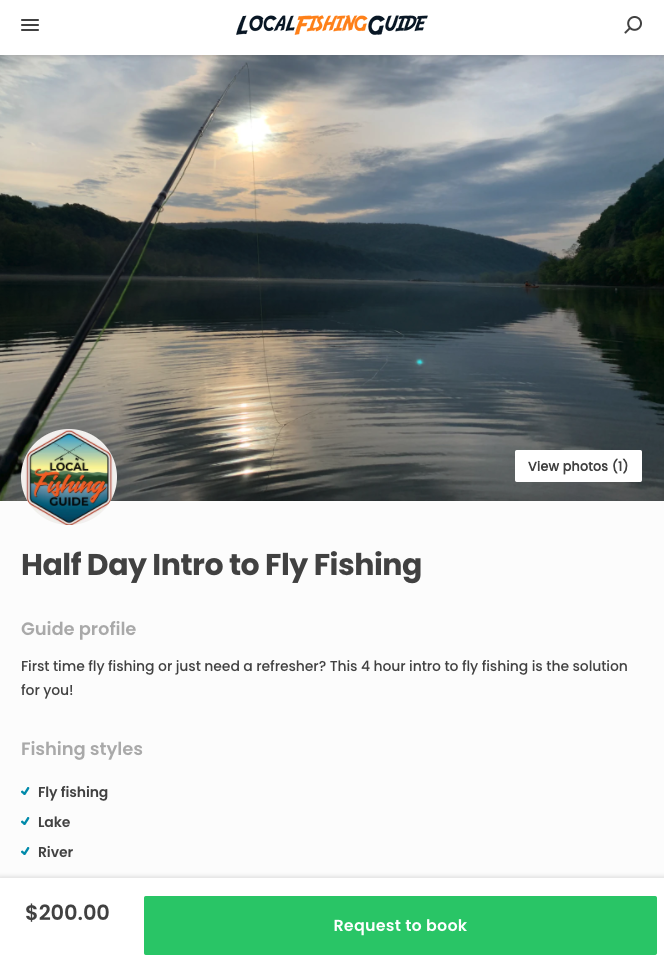 LOCALFISHINGGUIDE
LOCAL
Fishing
GUIDE
View photos (1)
Half Day Intro to Fly Fishing
Guide profile
First time fly fishing or just need a refresher? This 4 hour intro to fly fishing is the solution
for you!
Fishing styles
Fly fishing
Lake
River
$200.00
Request to book